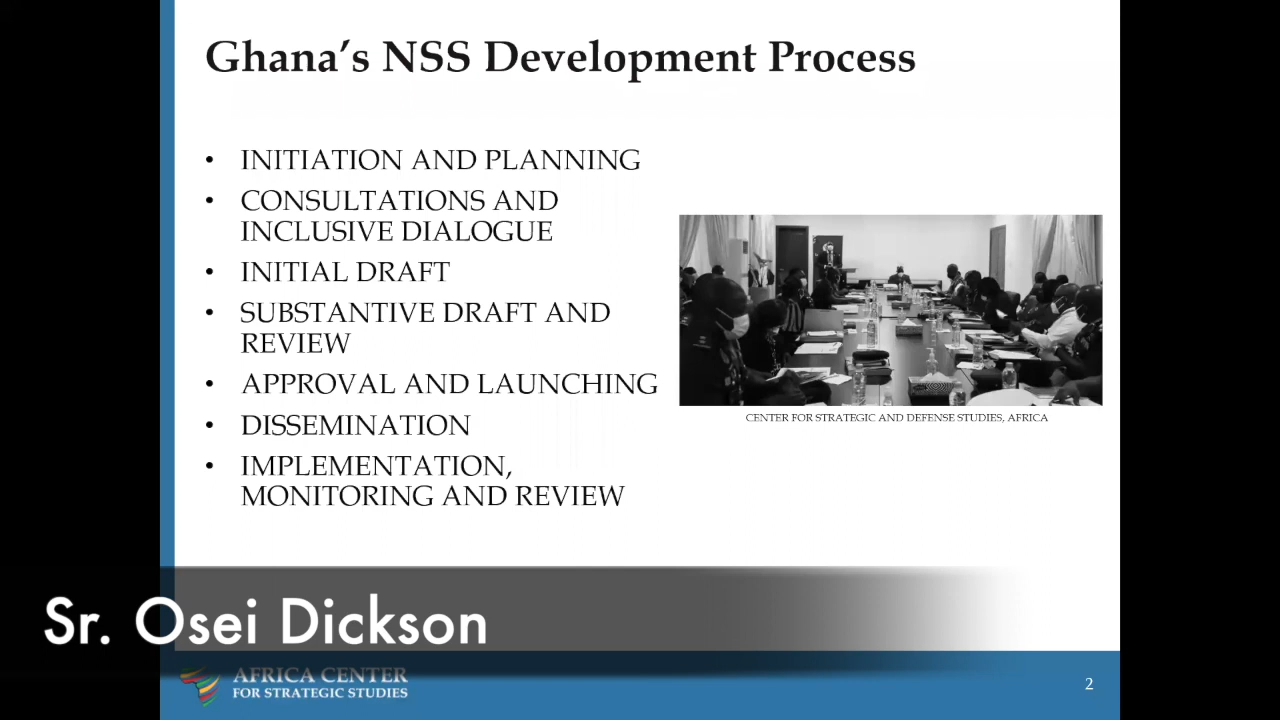 Ghana's NSS Development Process
• INITIATION AND PLANNING
• CONSULTATIONS AND
INCLUSIVE DIALOGUE
• INITIAL DRAFT
• SUBSTANTIVE DRAFT AND
REVIEW
• APPROVAL AND LAUNCHING
• DISSEMINATION
• IMPLEMENTATION,
MONITORING AND REVIEW
CENTER FOR STRATEGIC AND DEFENSE STUDIES, AFRICA
Sr. Osei Dickson
AFRICA CENTER
FOR STRATEGIC STUDIES
2